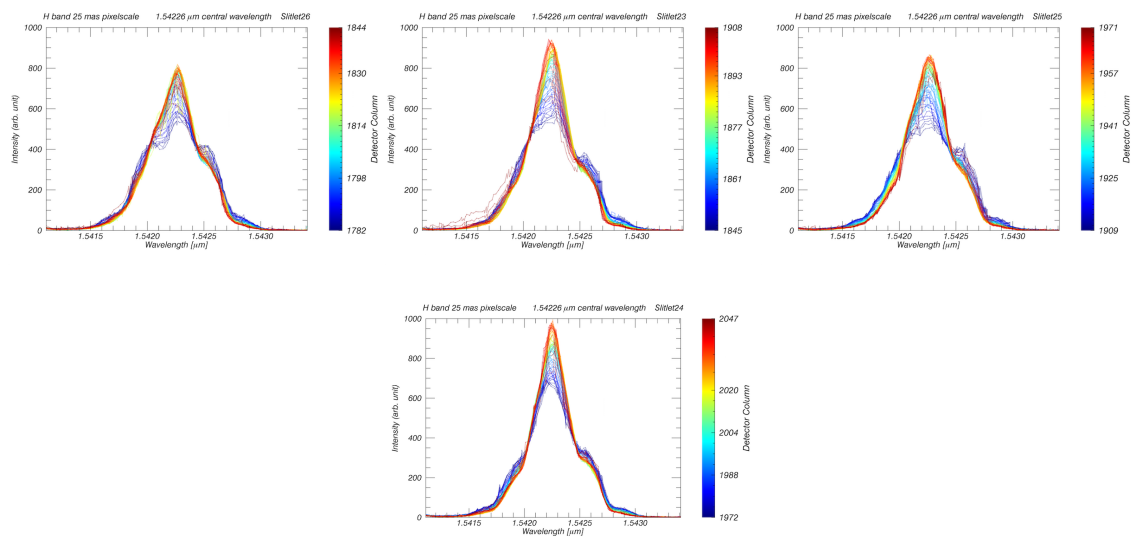 H band 25 mas pixelscale 1.54226 μm central wavelength Slitlet26
1000
800
600
400
200
0
Intensity (arb. unit)
1.5415 1.5420 1.5425 1.5430
Wavelength [μm]
1844
1830
1814
1798
1782
Detector Column
H band 25 mas pixelscale 1.54226 μm central wavelength Slitlet23
1000
800
600
400
200
0
Intensity (arb. unit)
1.5415 1.5420 1.5425 1.5430
Wavelength [μm]
1908
1893
1877
1861
1845
Detector Column
H band 25 mas pixelscale 1.54226 μm central wavelength Slitlet25
1000
800
600
400
200
0
Intensity (arb. unit)
1.5415 1.5420 1.5425 1.5430
Wavelength [μm]
1971
1957
1941
1925
1909
Detector Column
H band 25 mas pixelscale 1.54226 μm central wavelength Slitlet24
1000
800
600
400
200
0
Intensity (arb. unit)
1.5415 1.5420 1.5425 1.5430
Wavelength [μm]
2047
2020
2004
1988
1972
Detector Column